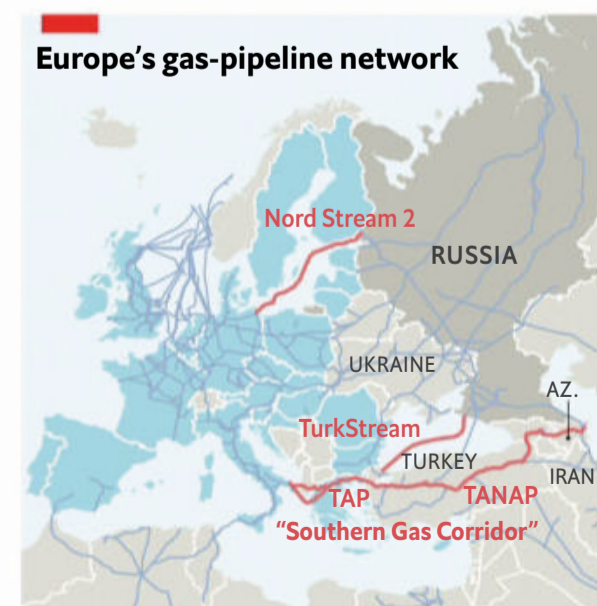 Europe’s gas-pipeline network
Nord Stream 2
RUSSIA
UKRAINE
AZ.
TurkStream
TURKEY
IRAN
TAP
TANAP
“Southern Gas Corridor”